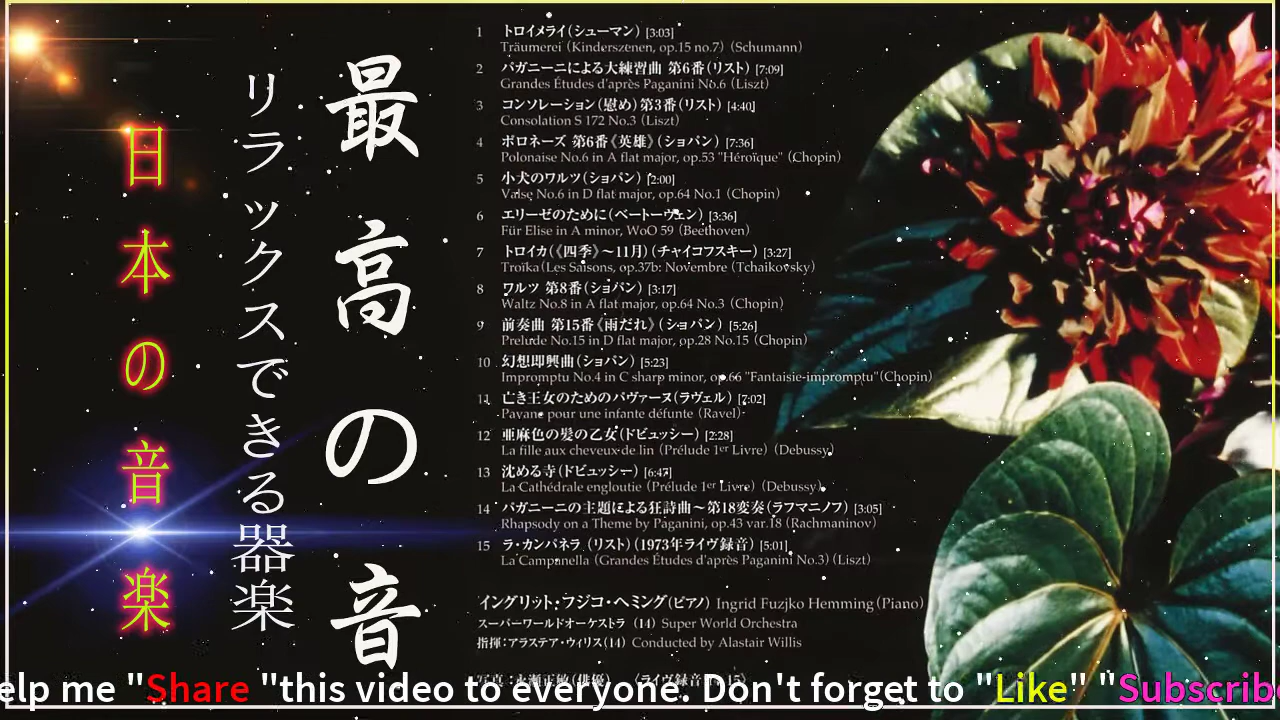 最高の音
リラックスできる器楽
日本の音楽
1 トロイメライ（シューマン） [3:03]
Träumerei (Kinderszenen, op.15 no.7) (Schumann)
2 パガニーニによる大練習曲 第6番（リスト） [7:09]
Grandes Études d'après Paganini No.6 (Liszt)
3 コンソレーション（慰め）第3番（リスト） [4:40]
Consolation S 172 No.3 (Liszt)
4 ポロネーズ 第6番《英雄》（ショパン） [7:36]
Polonaise No.6 in A flat major, op.53 "Héroïque" (Chopin)
5 小犬のワルツ（ショパン） [2:00]
Valse No.6 in D flat major, op.64 No.1 (Chopin)
6 エリーゼのために（ベートーヴェン） [3:36]
Für Elise in A minor, WoO 59 (Beethoven)
7 トロイカ（《四季》〜11月）（チャイコフスキー） [3:27]
Troïka (Les Saisons, op.37b: Novembre (Tchaikovsky)
8 ワルツ 第8番（ショパン） [3:17]
Waltz No.8 in A flat major, op.64 No.3 (Chopin)
9 前奏曲 第15番《雨だれ》（ショパン） [5:26]
Prelude No.15 in D flat major, op.28 No.15 (Chopin)
10 幻想即興曲（ショパン） [5:23]
Impromptu No.4 in C sharp minor, op.66 "Fantaisie-impromptu" (Chopin)
11 亡き王女のためのパヴァーヌ（ラヴェル） [7:02]
Pavane pour une infante défunte (Ravel)
12 亜麻色の髪の乙女（ドビュッシー） [2:28]
La fille aux cheveux de lin (Prélude 1er Livre) (Debussy)
13 沈める寺（ドビュッシー） [6:47]
La Cathédrale engloutie (Prélude 1er Livre) (Debussy)
14 パガニーニの主題による狂詩曲〜第18変奏（ラフマニノフ） [3:05]
Rhapsody on a Theme by Paganini, op.43 var.18 (Rachmaninov)
15 ラ・カンパネラ （リスト）（1973年ライヴ録音） [5:01]
La Campanella (Grandes Études d'après Paganini No.3) (Liszt)
イングリット・フジコ・ヘミング（ピアノ） Ingrid Fuzjko Hemming (Piano)
スーパーワールドオーケストラ （14） Super World Orchestra
指揮：アラステア・ウィリス（14） Conducted by Alastair Willis
elp me "Share "this video to everyone. Don't forget to "Like" "Subscribe